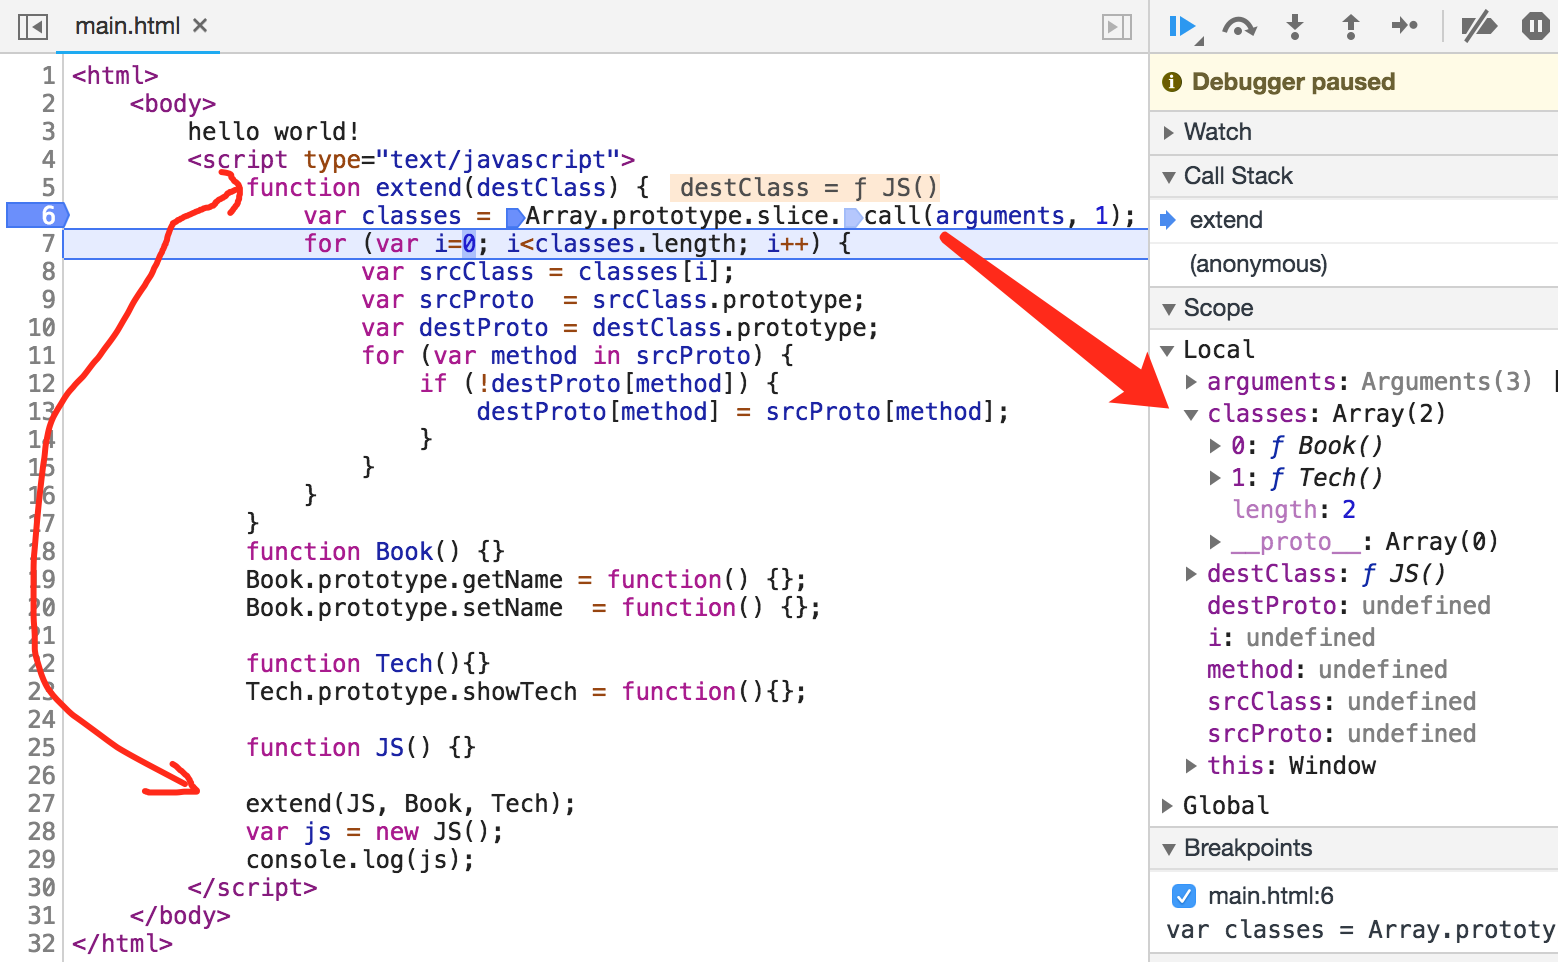 main.html ×
1 <html>
2     <body>
3         hello world!
4         <script type="text/javascript">
5             function extend(destClass) {  destClass = ƒ JS()
6                 var classes = Array.prototype.slice.call(arguments, 1);
7                 for (var i=0; i<classes.length; i++) {
8                     var srcClass = classes[i];
9                     var srcProto  = srcClass.prototype;
10                     var destProto = destClass.prototype;
11                     for (var method in srcProto) {
12                         if (!destProto[method]) {
13                             destProto[method] = srcProto[method];
14                         }
15                     }
16                 }
17             }
18             function Book() {}
19             Book.prototype.getName = function() {};
20             Book.prototype.setName  = function() {};
21
22             function Tech(){}
23             Tech.prototype.showTech = function(){};
24
25             function JS() {}
26
27             extend(JS, Book, Tech);
28             var js = new JS();
29             console.log(js);
30         </script>
31     </body>
32 </html>
Debugger paused
Watch
Call Stack
extend
(anonymous)
Scope
Local
arguments: Arguments(3) [
classes: Array(2)
0: ƒ Book()
1: ƒ Tech()
length: 2
__proto__: Array(0)
destClass: ƒ JS()
destProto: undefined
i: undefined
method: undefined
srcClass: undefined
srcProto: undefined
this: Window
Global
Breakpoints
main.html:6
var classes = Array.prototy